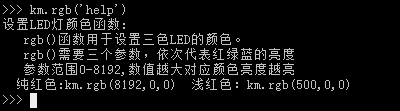 >>> km.rgb('help')
设置LED灯颜色函数:
rgb()函数用于设置三色LED的颜色。
rgb()需要三个参数，依次代表红绿蓝的亮度
参数范围0-8192,数值越大对应颜色亮度越亮
纯红色:km.rgb(8192,0,0) 浅红色：km.rgb(500,0,0)
>>>